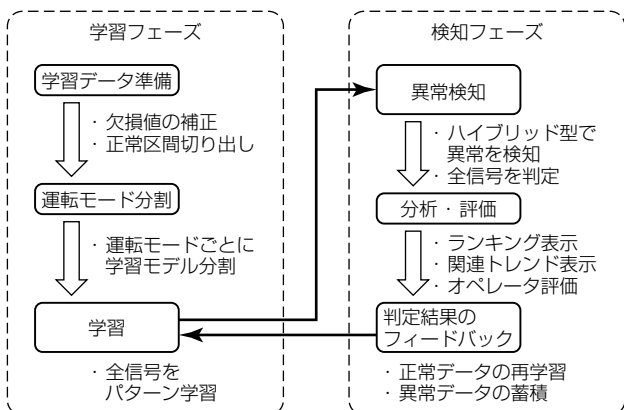 学習フェーズ
学習データ準備
・欠損値の補正
・正常区間切り出し
運転モード分割
・運転モードごとに
学習モデル分割
学習
・全信号を
パターン学習
検知フェーズ
異常検知
・ハイブリッド型で
異常を検知
・全信号を判定
分析・評価
・ランキング表示
・関連トレンド表示
・オペレータ評価
判定結果の
フィードバック
・正常データの再学習
・異常データの蓄積